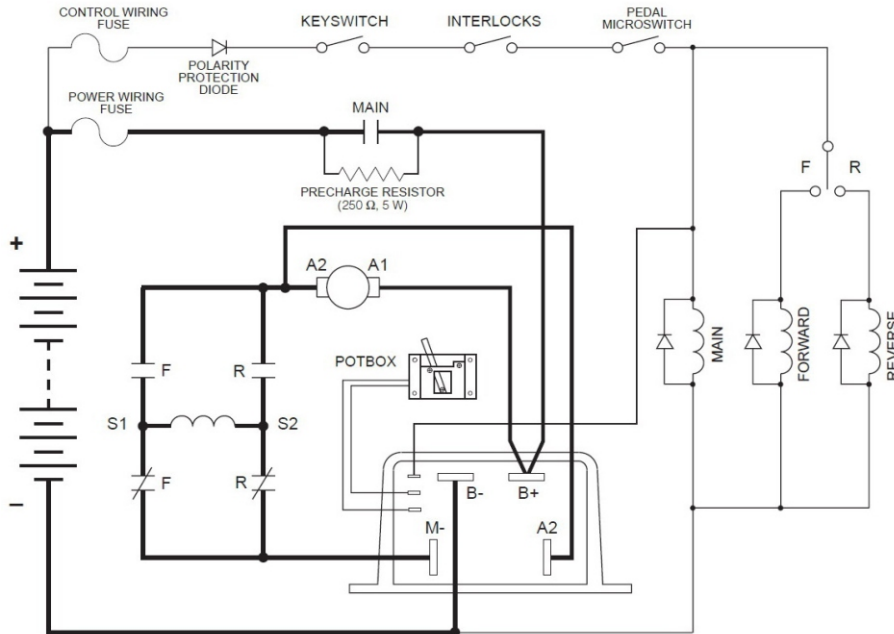 CONTROL WIRING
FUSE
KEYSWITCH
INTERLOCKS
PEDAL
MICROSWITCH
POLARITY
PROTECTION
DIODE
POWER WIRING
FUSE
MAIN
PRECHARGE RESISTOR
(250 Ω, 5 W)
F R
+
A2 A1
POTBOX
MAIN
FORWARD
REVERSE
F R
S1 S2
F R
B- B+
–
M- A2